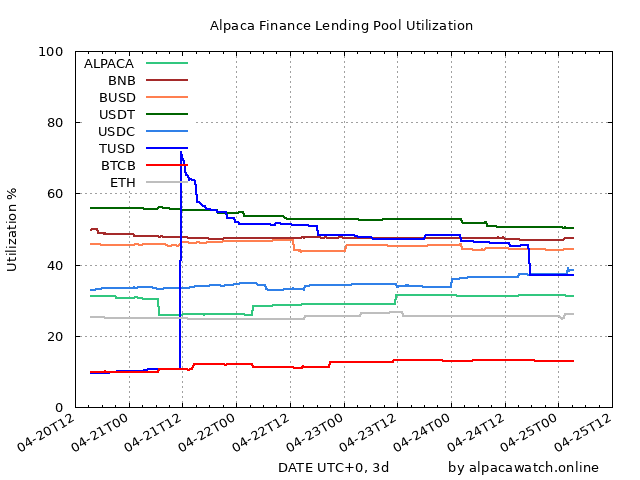 Alpaca Finance Lending Pool Utilization
100
80
60
40
20
0
Utilization %
ALPACA
BNB
BUSD
USDT
USDC
TUSD
BTCB
ETH
04-20T12
04-21T00
04-21T12
04-22T00
04-22T12
04-23T00
04-23T12
04-24T00
04-24T12
04-25T00
04-25T12
DATE UTC+0, 3d
by alpacawatch.online